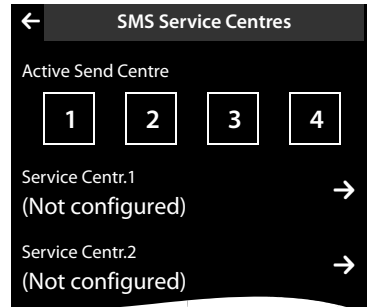 SMS Service Centres
Active Send Centre
1 2 3 4
Service Centr.1
(Not configured)
Service Centr.2
(Not configured)